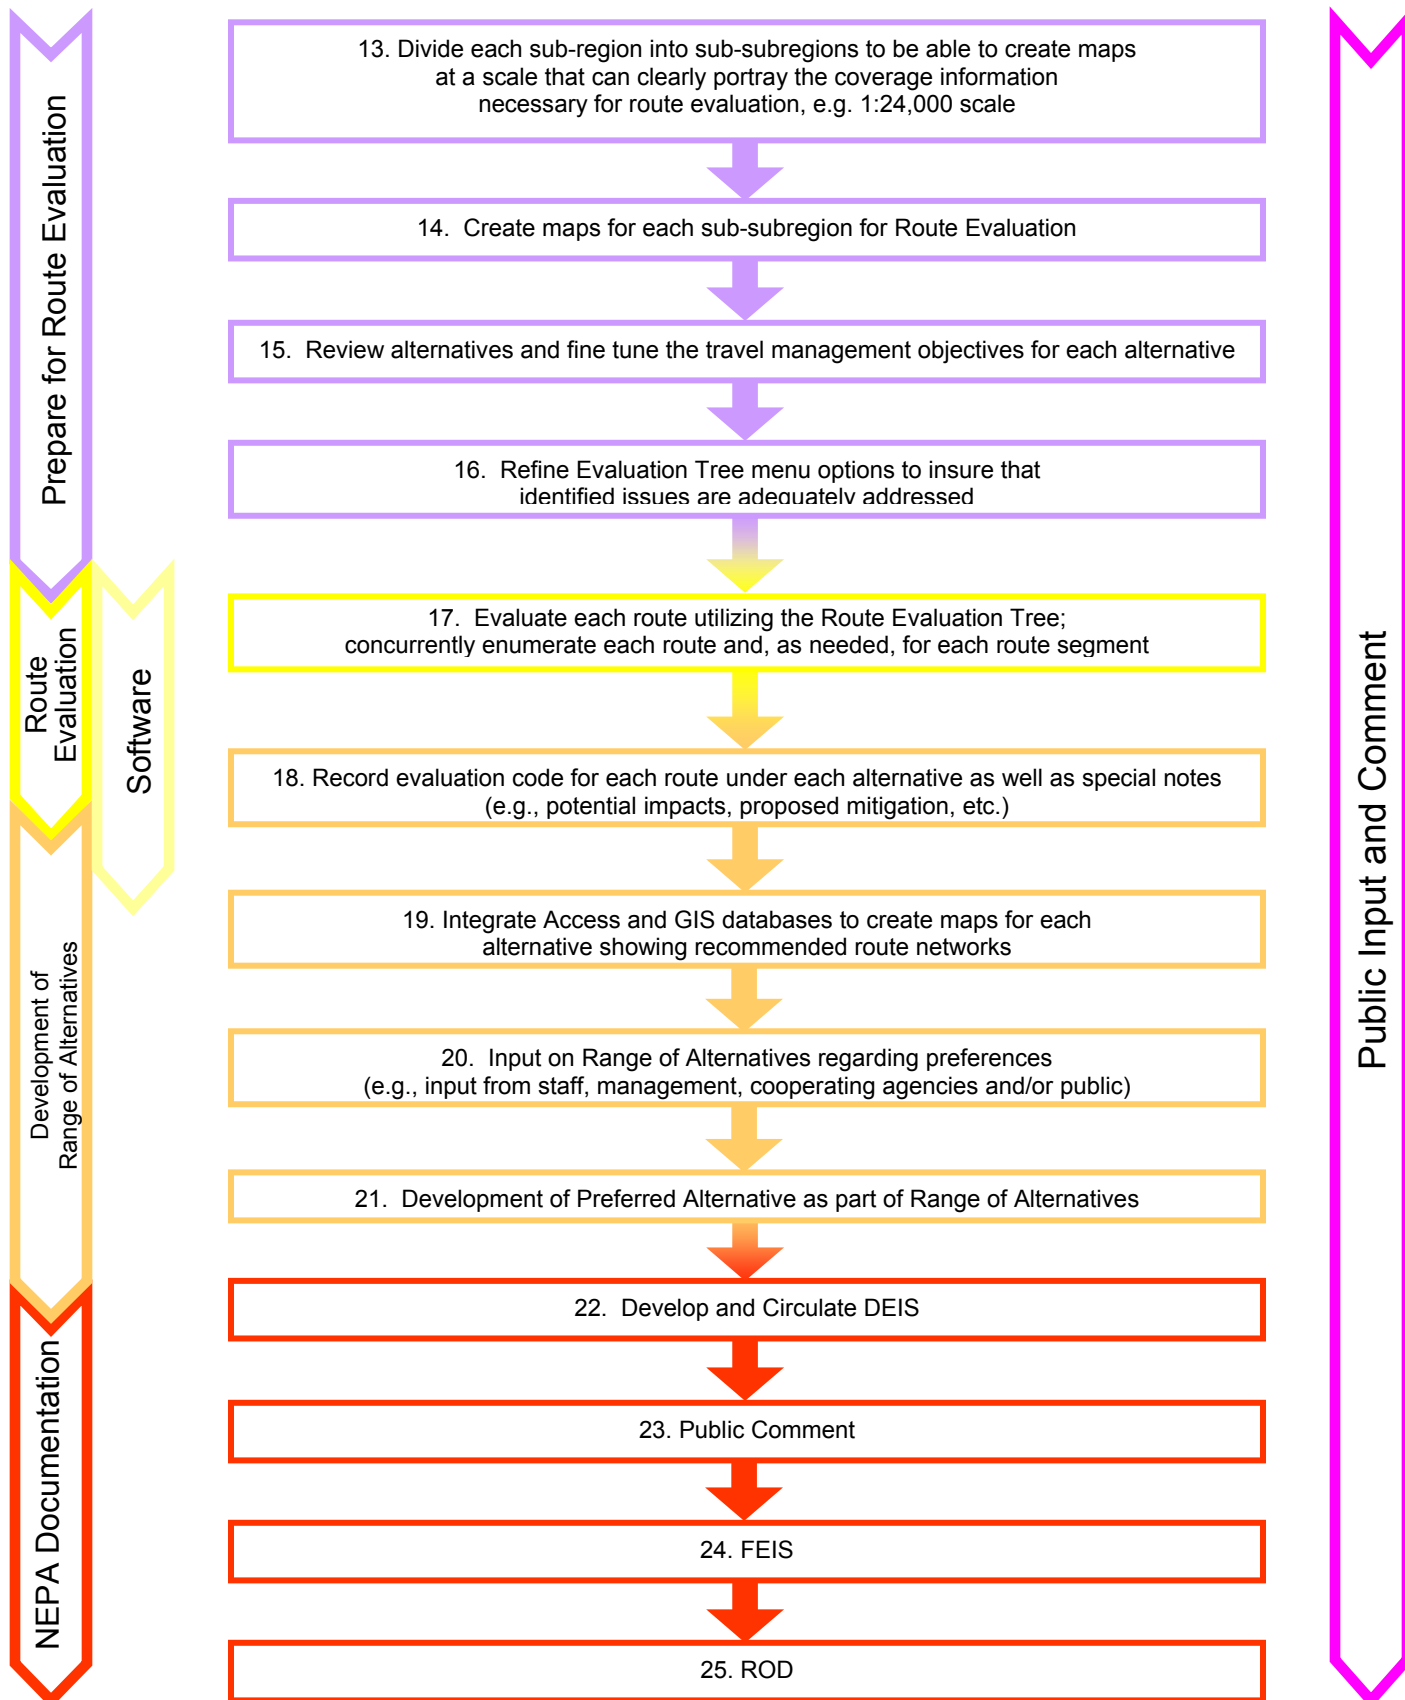 Prepare for Route Evaluation
Route
Evaluation
Software
Development of
Range of Alternatives
NEPA Documentation
13. Divide each sub-region into sub-subregions to be able to create maps
at a scale that can clearly portray the coverage information
necessary for route evaluation, e.g. 1:24,000 scale
14. Create maps for each sub-subregion for Route Evaluation
15. Review alternatives and fine tune the travel management objectives for each alternative
16. Refine Evaluation Tree menu options to insure that
identified issues are adequately addressed
17. Evaluate each route utilizing the Route Evaluation Tree;
concurrently enumerate each route and, as needed, for each route segment
18. Record evaluation code for each route under each alternative as well as special notes
(e.g., potential impacts, proposed mitigation, etc.)
19. Integrate Access and GIS databases to create maps for each
alternative showing recommended route networks
20. Input on Range of Alternatives regarding preferences
(e.g., input from staff, management, cooperating agencies and/or public)
21. Development of Preferred Alternative as part of Range of Alternatives
22. Develop and Circulate DEIS
23. Public Comment
24. FEIS
25. ROD
Public Input and Comment